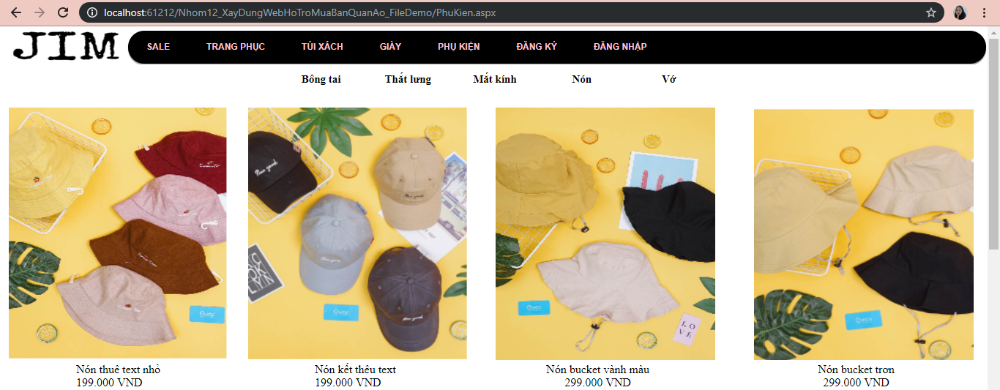 localhost:61212/Nhom12_XayDungWebHoTroMuaBanQuanAo_FileDemo/PhuKien.aspx
JIM
SALE TRANG PHỤC TÚI XÁCH GIÀY PHỤ KIỆN ĐĂNG KÝ ĐĂNG NHẬP
Bông tai Thắt lưng Mắt kính Nón Vớ
LOVE
Nón thuê text nhỏ Nón kết thêu text Nón bucket vành màu Nón bucket trơn
199.000 VND 199.000 VND 299.000 VND 299.000 VND